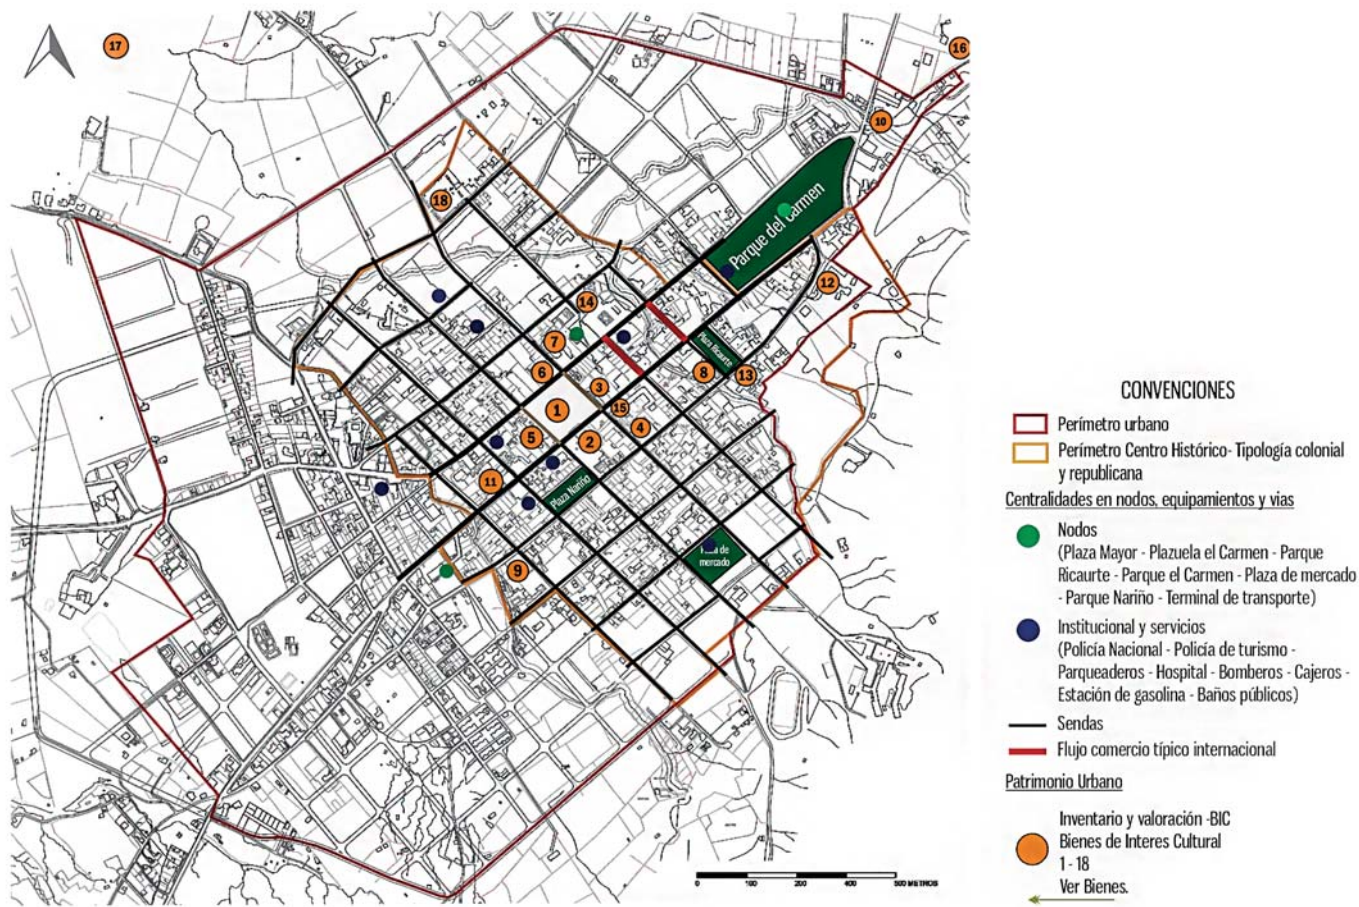 17
16
10
Parque del Carmen
18
12
14
7
Plaza Ricaurte
6
8
13
3
1
15
5
2
4
11
Plaza Nariño
9
de
mercado
0
100
200
400
500 METROS
CONVENCIONES
Perímetro urbano
Perímetro Centro Histórico- Tipología colonial
y republicana
Centralidades en nodos, equipamientos y vias
Nodos
(Plaza Mayor - Plazuela el Carmen - Parque
Ricaurte - Parque el Carmen - Plaza de mercado
- Parque Nariño - Terminal de transporte)
Institucional y servicios
(Policía Nacional - Policía de turismo -
Parqueaderos - Hospital - Bomberos - Cajeros -
Estación de gasolina - Baños públicos)
Sendas
Flujo comercio típico internacional
Patrimonio Urbano
Inventario y valoración -BIC
Bienes de Interes Cultural
1 - 18
Ver Bienes.